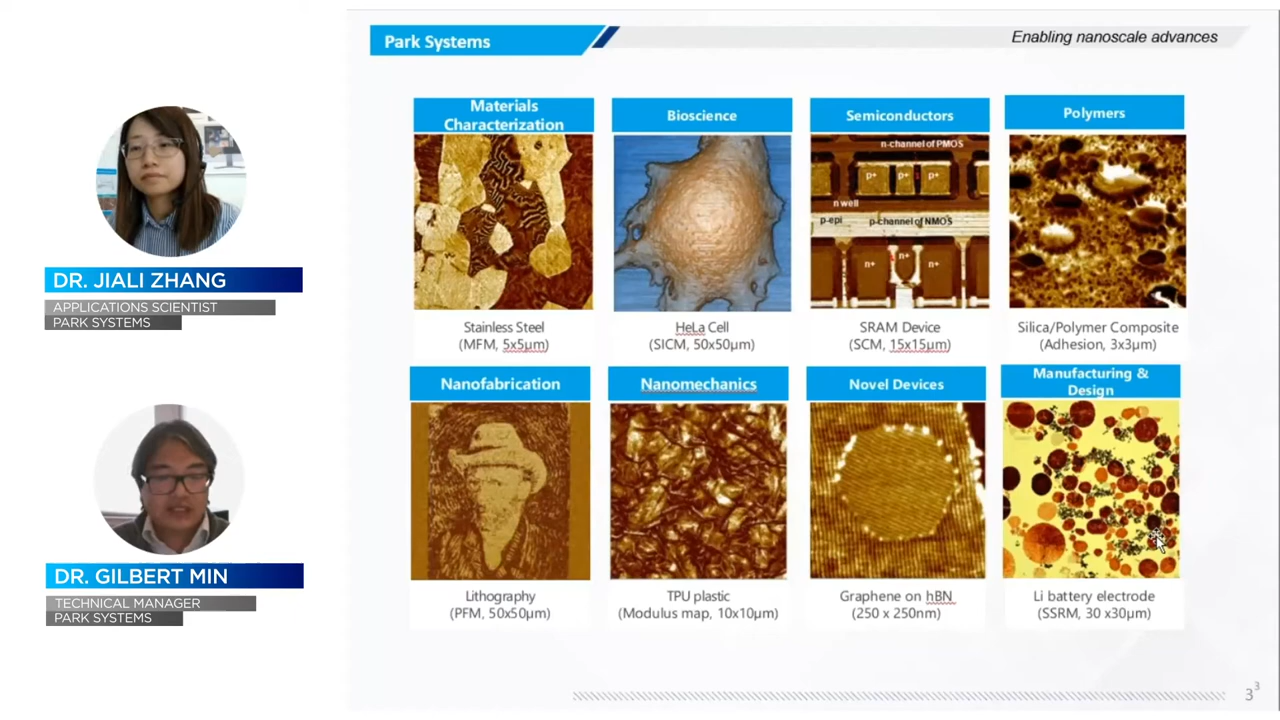 Park Systems
Enabling nanoscale advances
Materials
Characterization
Bioscience
Semiconductors
Polymers
n-channel of PMOS
p+
p+
1
p+
n well
p-epi
p-channel of NMOS
n+
n+
n+
Stainless Steel
(MFM, 5x5µm)
HeLa Cell
(SICM, 50x50µm)
SRAM Device
(SCM, 15x15µm)
Silica/Polymer Composite
(Adhesion, 3x3µm)
Nanofabrication
Nanomechanics
Novel Devices
Manufacturing &
Design
Lithography
(PFM, 50x50µm)
TPU plastic
(Modulus map, 10x10µm)
Graphene on hBN
(250 x 250nm)
Li battery electrode
(SSRM, 30 x30µm)
3
3
DR. JIALI ZHANG
APPLICATIONS SCIENTIST
PARK SYSTEMS
DR. GILBERT MIN
TECHNICAL MANAGER
PARK SYSTEMS